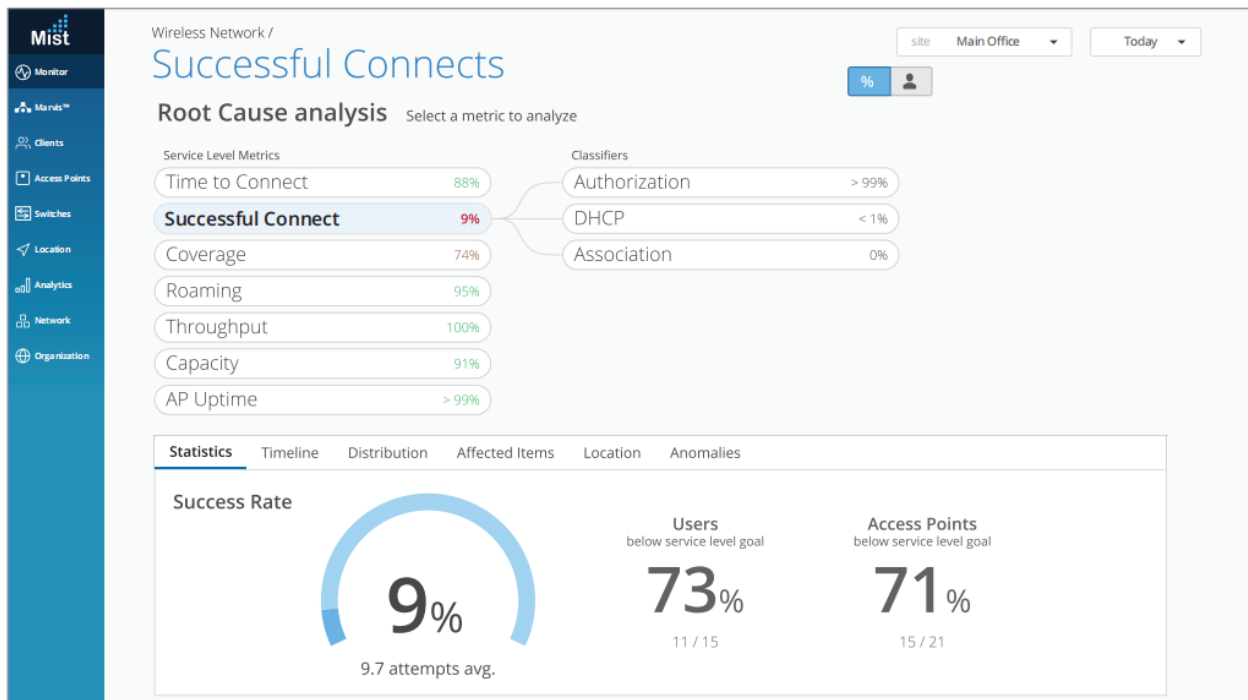 Mist
Monitor
Marvis™
Clients
Access Points
Switches
Location
Analytics
Network
Organization
Wireless Network /
Successful Connects
site Main Office
Today
%
Root Cause analysis Select a metric to analyze
Service Level Metrics
Time to Connect 88%
Successful Connect 9%
Coverage 74%
Roaming 95%
Throughput 100%
Capacity 91%
AP Uptime > 99%
Classifiers
Authorization > 99%
DHCP < 1%
Association 0%
Statistics Timeline Distribution Affected Items Location Anomalies
Success Rate
9%
9.7 attempts avg.
Users
below service level goal
73%
11 / 15
Access Points
below service level goal
71%
15 / 21